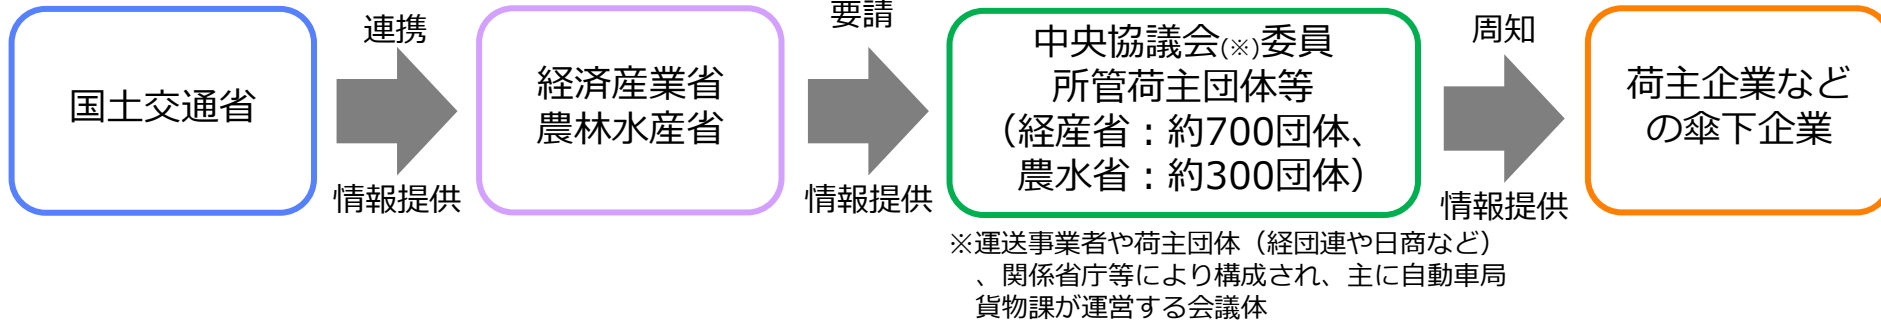 国土交通省
連携
情報提供
経済産業省
農林水産省
要請
情報提供
中央協議会(※)委員
所管荷主団体等
（経産省：約700団体、
農水省：約300団体）
周知
情報提供
荷主企業など
の傘下企業
※運送事業者や荷主団体（経団連や日商など）
、関係省庁等により構成され、主に自動車局
貨物課が運営する会議体